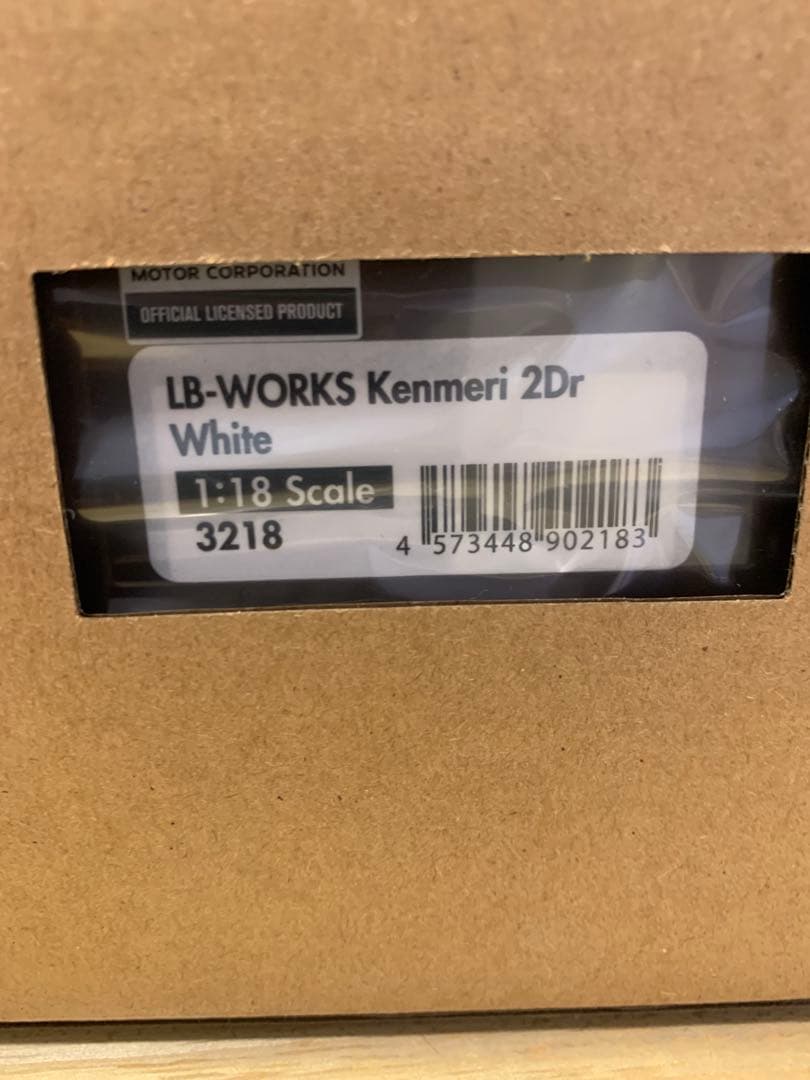 MOTOR CORPORATION
OFFICIAL LICENSED PRODUCT
LB-WORKS Kenmeri 2Dr
White
1:18 Scale
3218
4 573448 902183